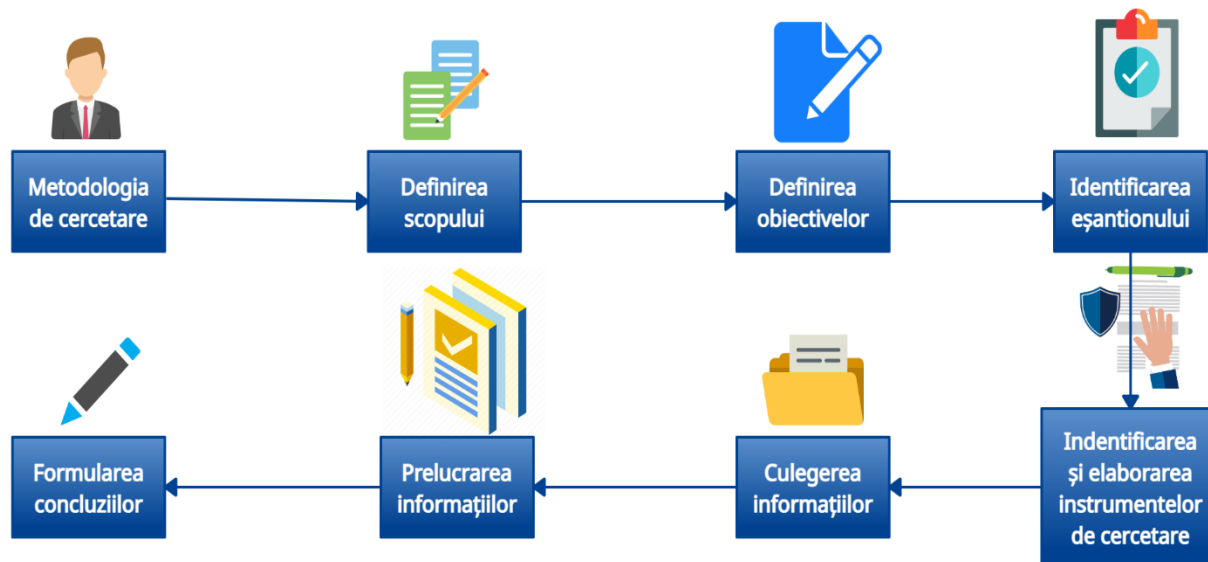 Metodologia
de cercetare
Definirea
scopului
Definirea
obiectivelor
Identificarea
eșantionului
Indentificarea
și elaborarea
instrumentelor
de cercetare
Culegerea
informațiilor
Prelucrarea
informațiilor
Formularea
concluziilor